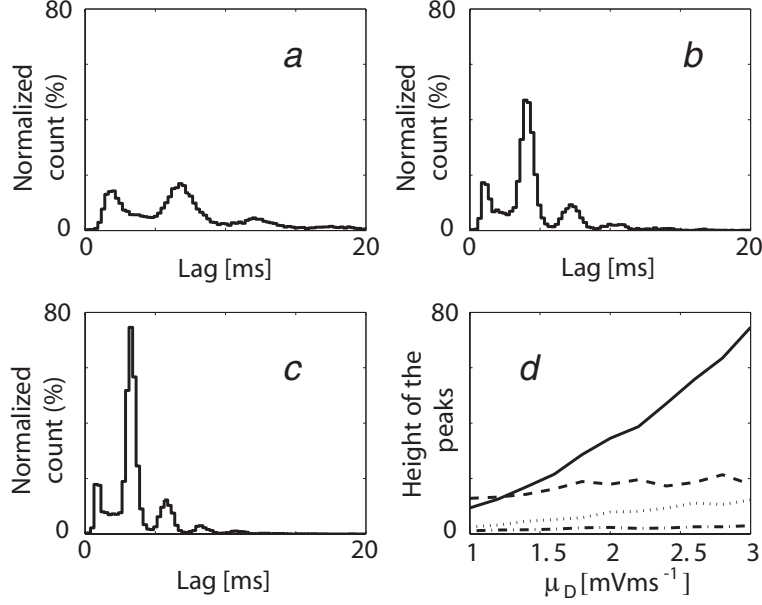 80
Normalized
count (%)
a
0
0
20
Lag [ms]
80
Normalized
count (%)
b
0
0
20
Lag [ms]
80
Normalized
count (%)
c
0
0
20
Lag [ms]
80
Height of the
peaks
d
0
1 1.5 2 2.5 3
μ_D [mVms⁻¹]